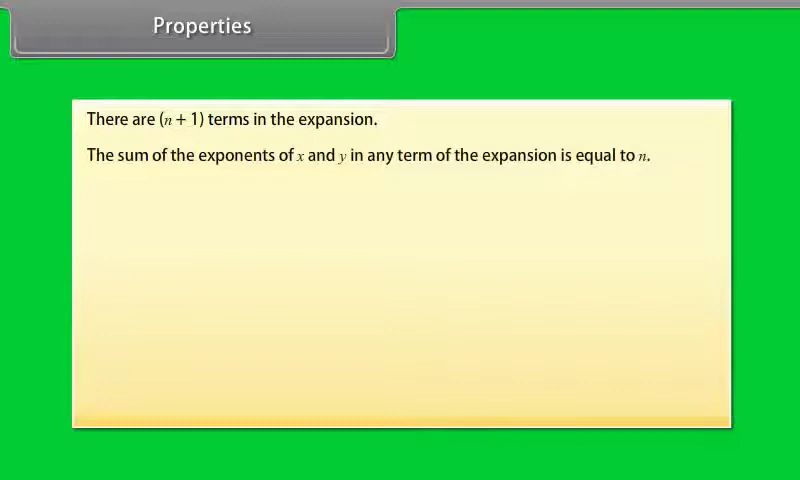 Properties
There are (n + 1) terms in the expansion.
The sum of the exponents of x and y in any term of the expansion is equal to n.